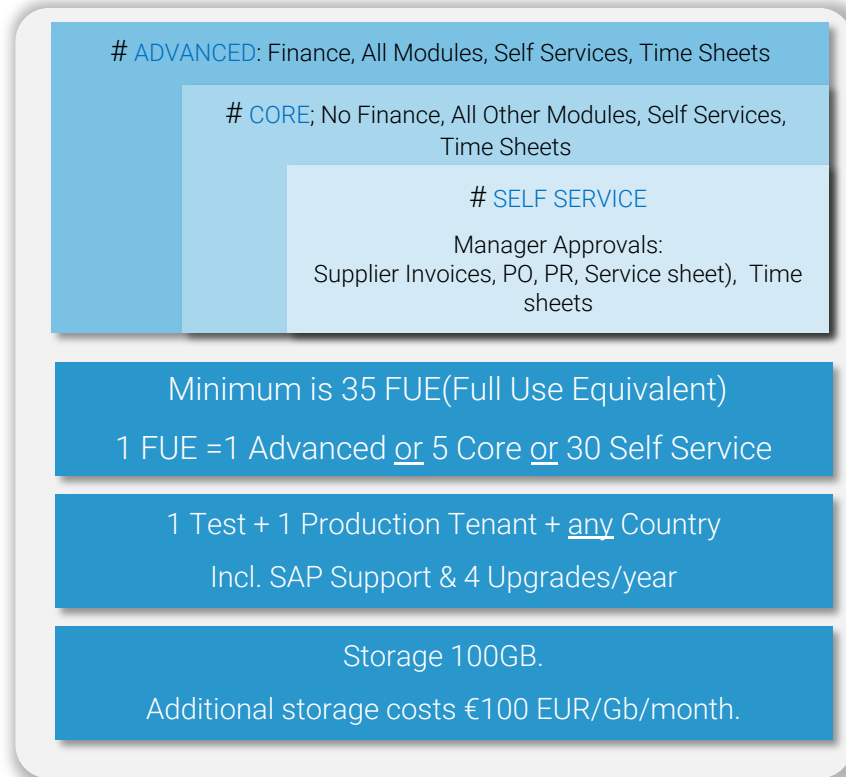 # ADVANCED: Finance, All Modules, Self Services, Time Sheets
# CORE; No Finance, All Other Modules, Self Services,
Time Sheets
# SELF SERVICE
Manager Approvals:
Supplier Invoices, PO, PR, Service sheet), Time
sheets
Minimum is 35 FUE(Full Use Equivalent)
1 FUE =1 Advanced or 5 Core or 30 Self Service
1 Test + 1 Production Tenant + any Country
Incl. SAP Support & 4 Upgrades/year
Storage 100GB.
Additional storage costs €100 EUR/Gb/month.